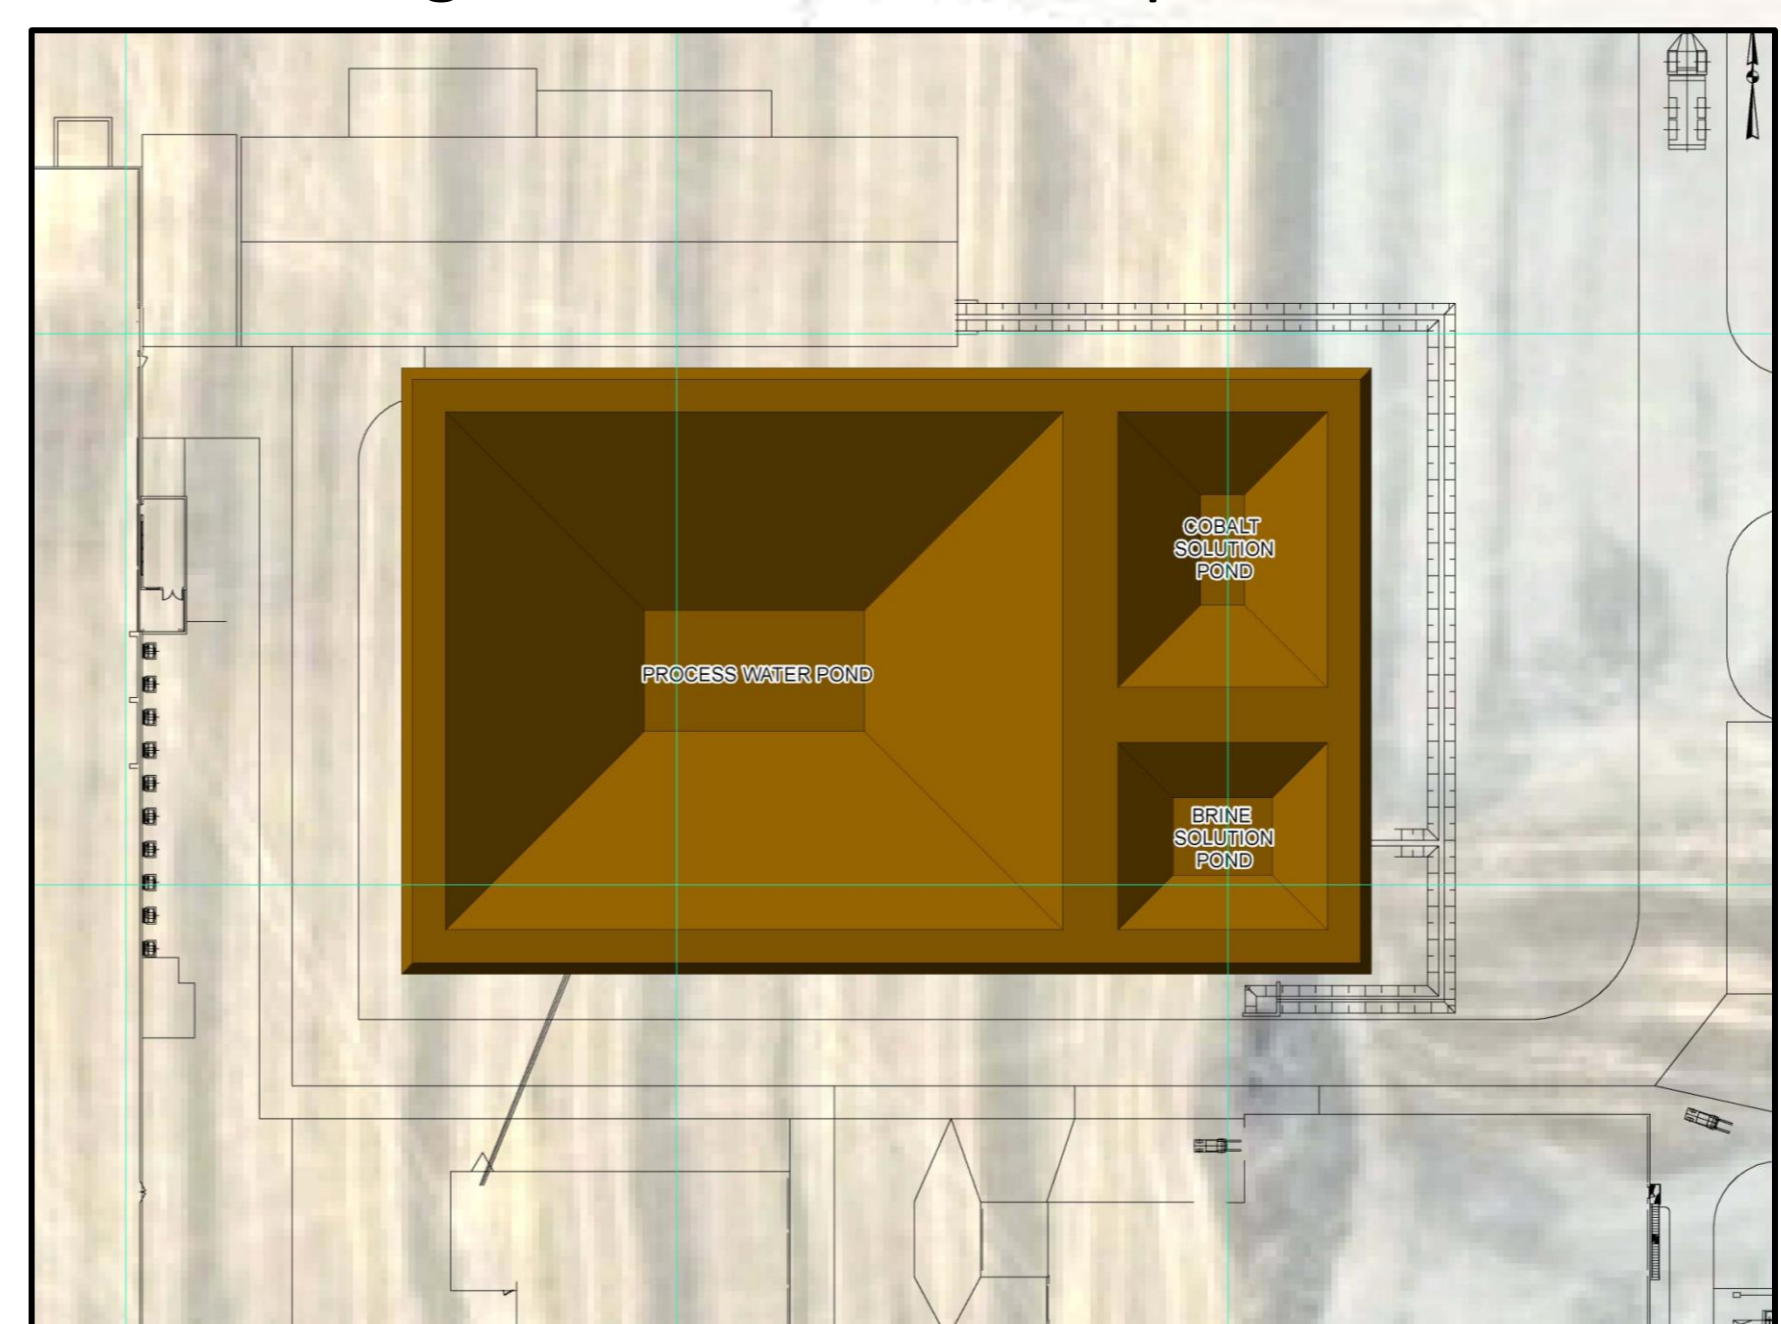 COBALT
SOLUTION
POND
PROCESS WATER POND
BRINE
SOLUTION
POND